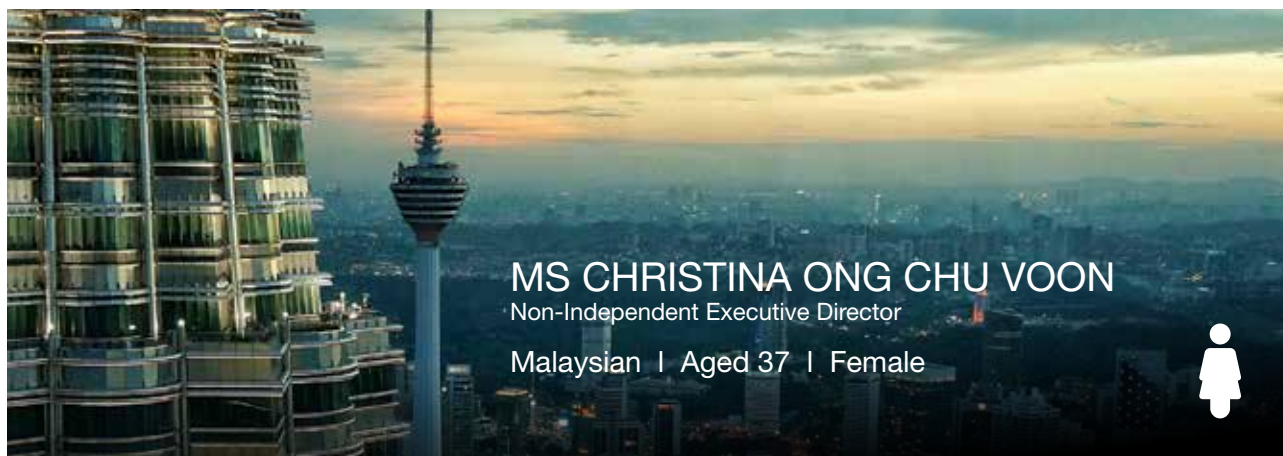 MS CHRISTINA ONG CHU VOON
Non-Independent Executive Director
Malaysian I Aged 37 I Female